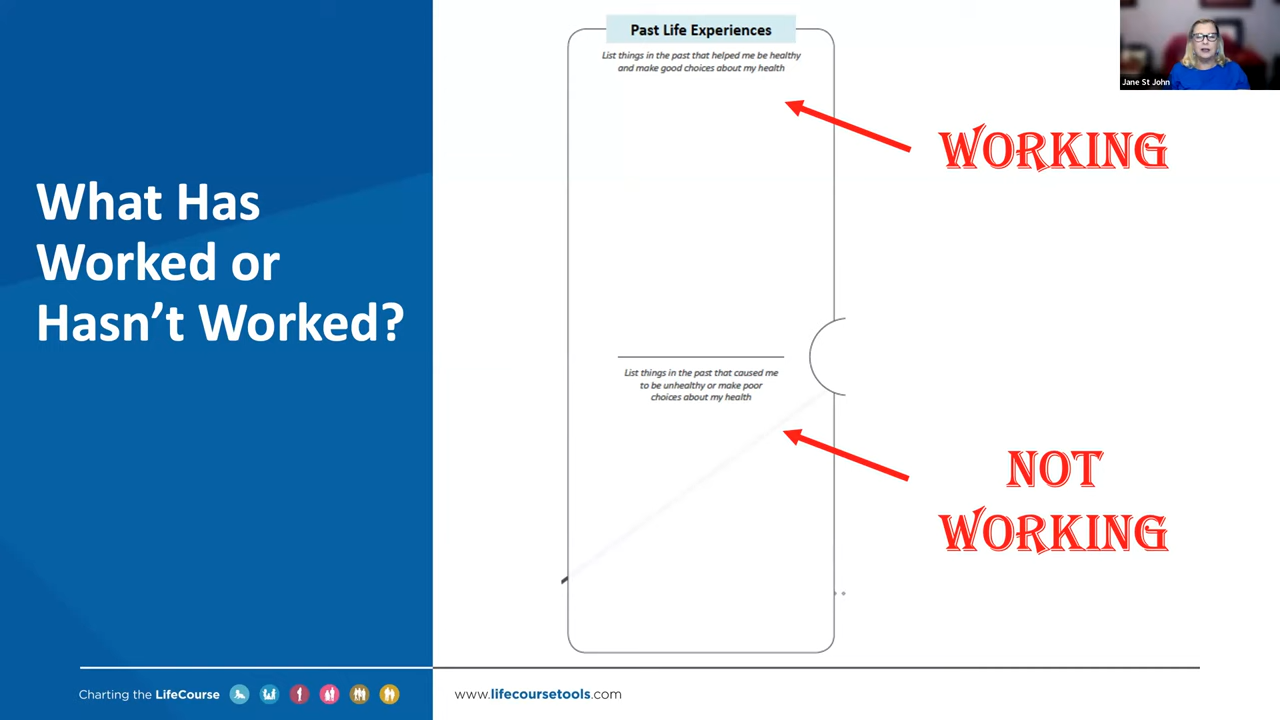 What Has
Worked or
Hasn’t Worked?
Past Life Experiences
List things in the past that helped me be healthy
and make good choices about my health
WORKING
List things in the past that caused me
to be unhealthy or make poor
choices about my health
NOT
WORKING
Jane St John
Charting the LifeCourse
www.lifecoursetools.com